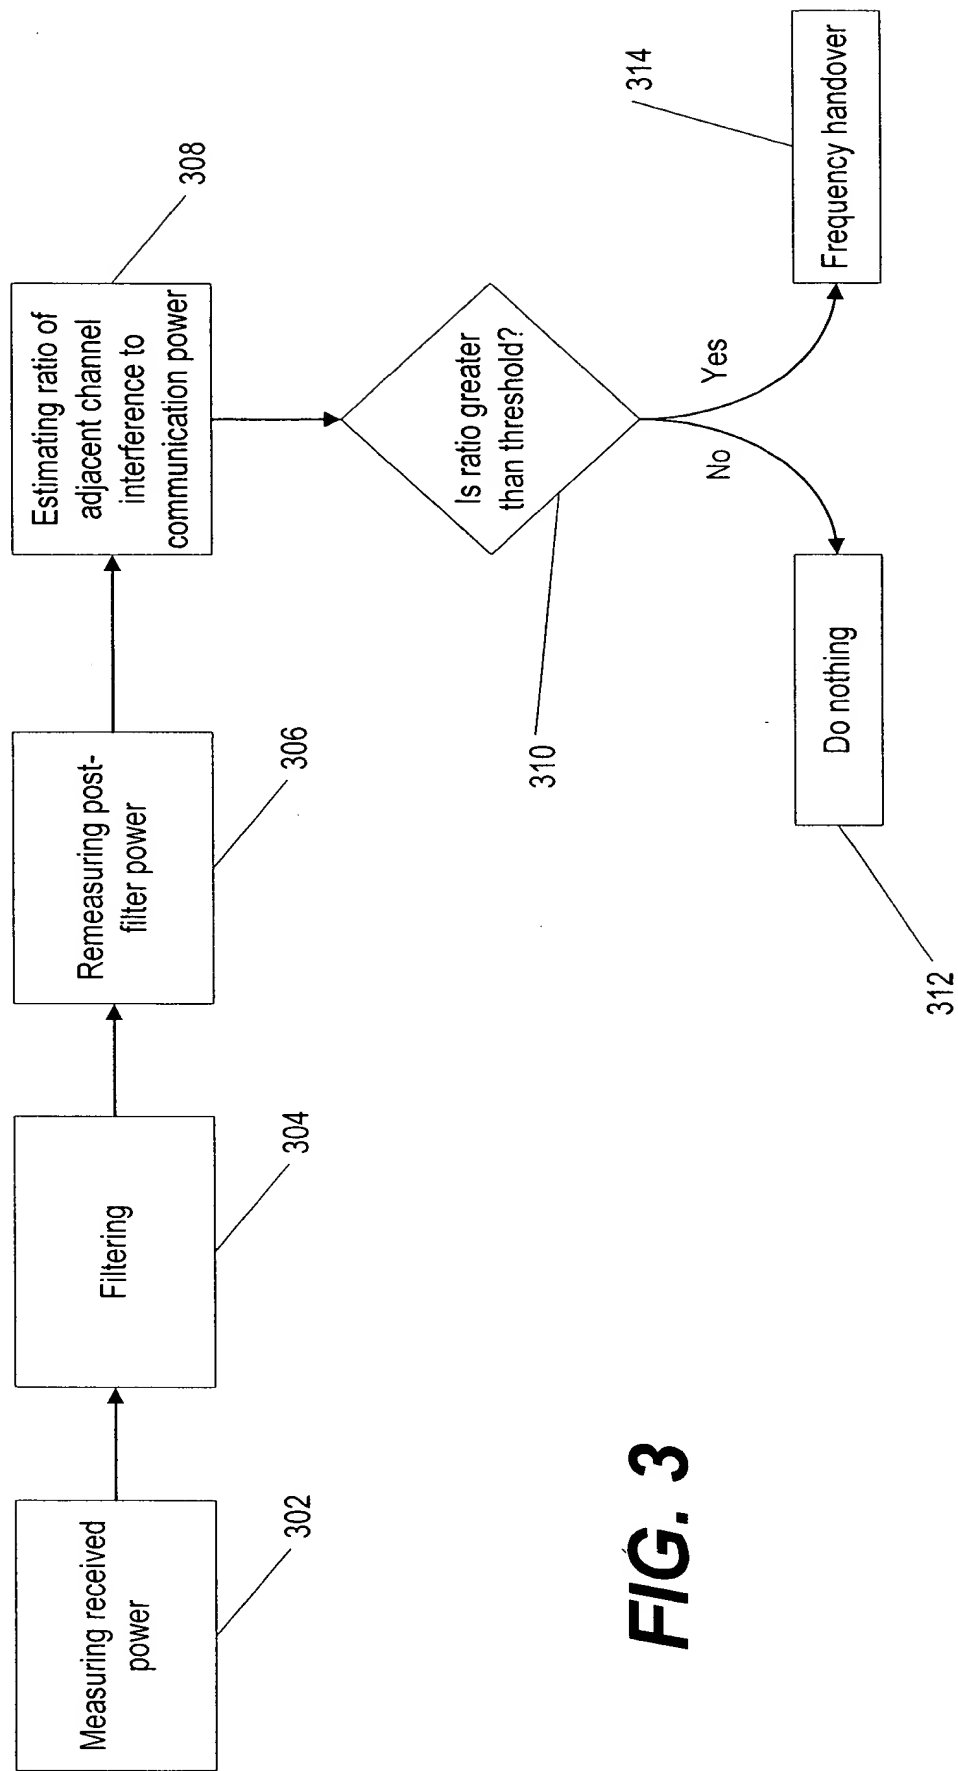 Measuring received
power
302
Filtering
304
Remeasuring post-
filter power
306
Estimating ratio of
adjacent channel
interference to
communication power
308
Is ratio greater
than threshold?
310
No
Yes
Do nothing
312
Frequency handover
314
FIG. 3